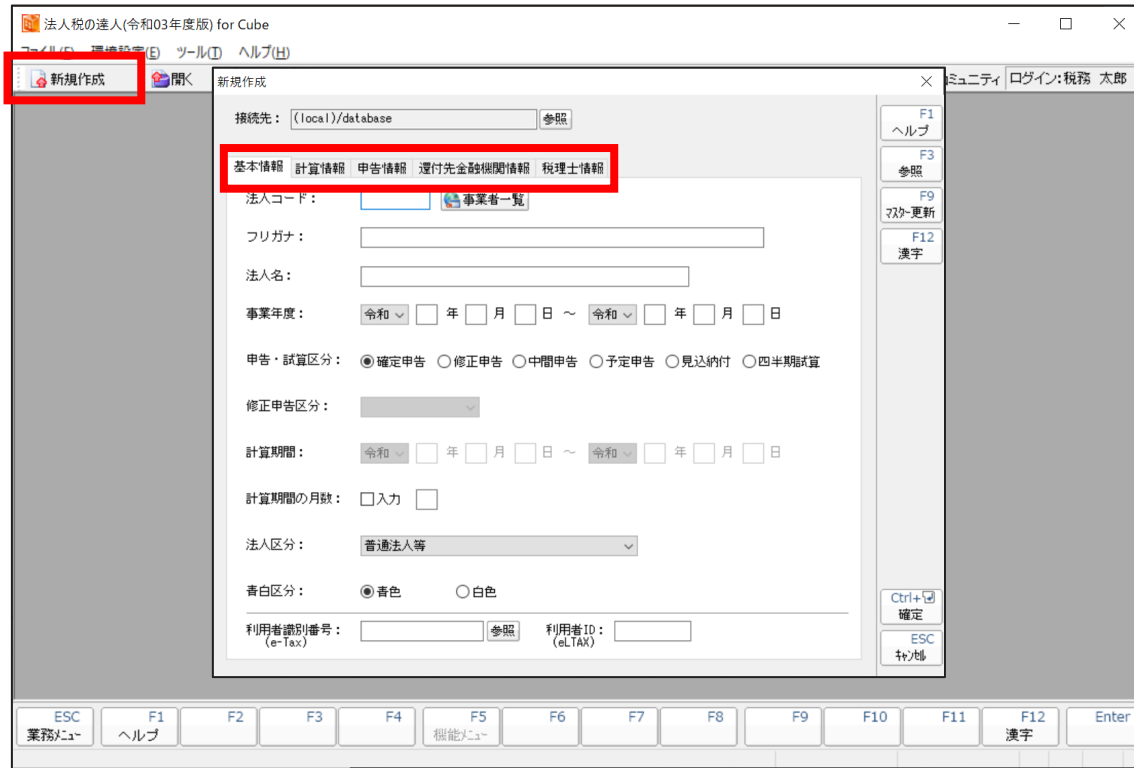 法人税の達人(令和03年度版) for Cube
ファイル(F) 環境設定(E) ツール(T) ヘルプ(H)
新規作成 開く ミュニティ ログイン:税務 太郎
新規作成
接続先： (local)/database 参照
基本情報 計算情報 申告情報 還付先金融機関情報 税理士情報
法人コード： 事業者一覧
フリガナ：
法人名：
事業年度： 令和 年 月 日 ～ 令和 年 月 日
申告・試算区分： 確定申告 修正申告 中間申告 予定申告 見込納付 四半期試算
修正申告区分：
計算期間： 令和 年 月 日 ～ 令和 年 月 日
計算期間の月数： 入力
法人区分： 普通法人等
青白区分： 青色 白色
利用者識別番号： 参照 利用者ID：
(e-Tax) (eLTAX)
F1
ヘルプ
F3
参照
F9
マスター更新
F12
漢字
Ctrl+
確定
ESC
キャンセル
ESC F1 F2 F3 F4 F5 F6 F7 F8 F9 F10 F11 F12 Enter
業務メニュー ヘルプ 機能メニュー 漢字